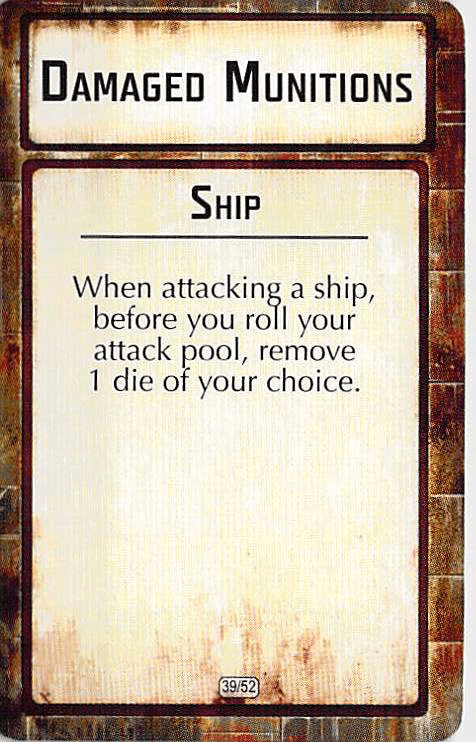 DAMAGED MUNITIONS
SHIP
When attacking a ship,
before you roll your
attack pool, remove
1 die of your choice.
39/52